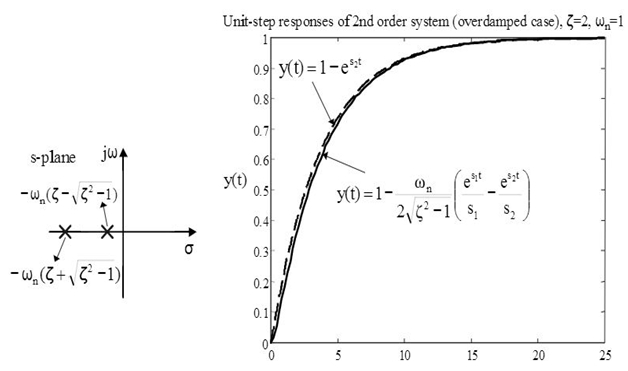 Unit-step responses of 2nd order system (overdamped case), ζ=2, ωₙ=1
s-plane
jω
−ωₙ(ζ−√(ζ²−1))
σ
−ωₙ(ζ+√(ζ²−1))
y(t)
1
0.9
0.8
0.7
0.6
0.5
0.4
0.3
0.2
0.1
0
y(t)=1−e^(s₂t)
y(t)=1−ωₙ/(2√(ζ²−1))(e^(s₁t)/s₁−e^(s₂t)/s₂)
0 5 10 15 20 25